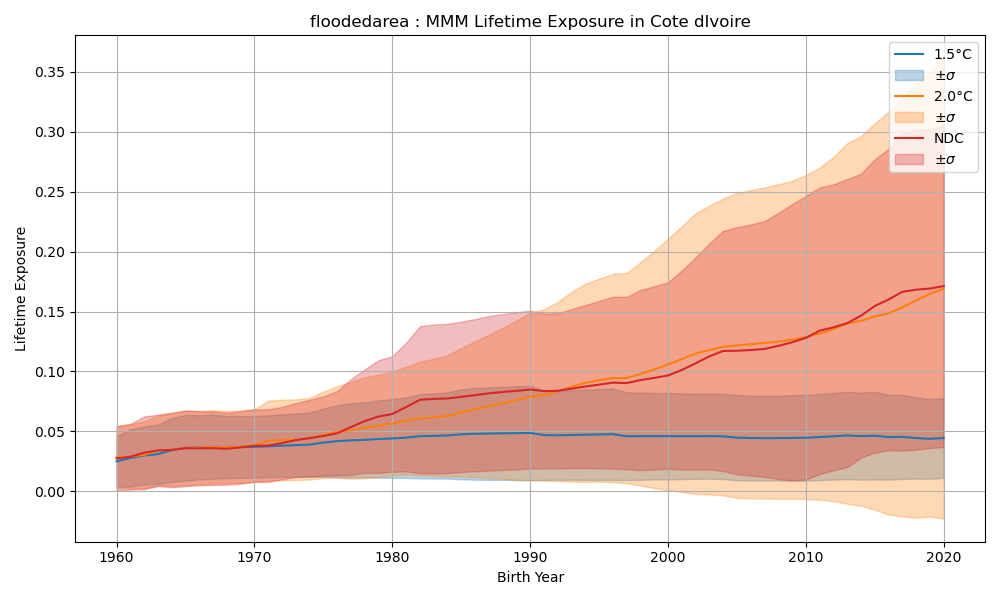 floodedarea : MMM Lifetime Exposure in Cote dIvoire
0.35
0.30
0.25
0.20
0.15
0.10
0.05
0.00
Lifetime Exposure
1960
1970
1980
1990
2000
2010
2020
Birth Year
1.5°C
±σ
2.0°C
±σ
NDC
±σ